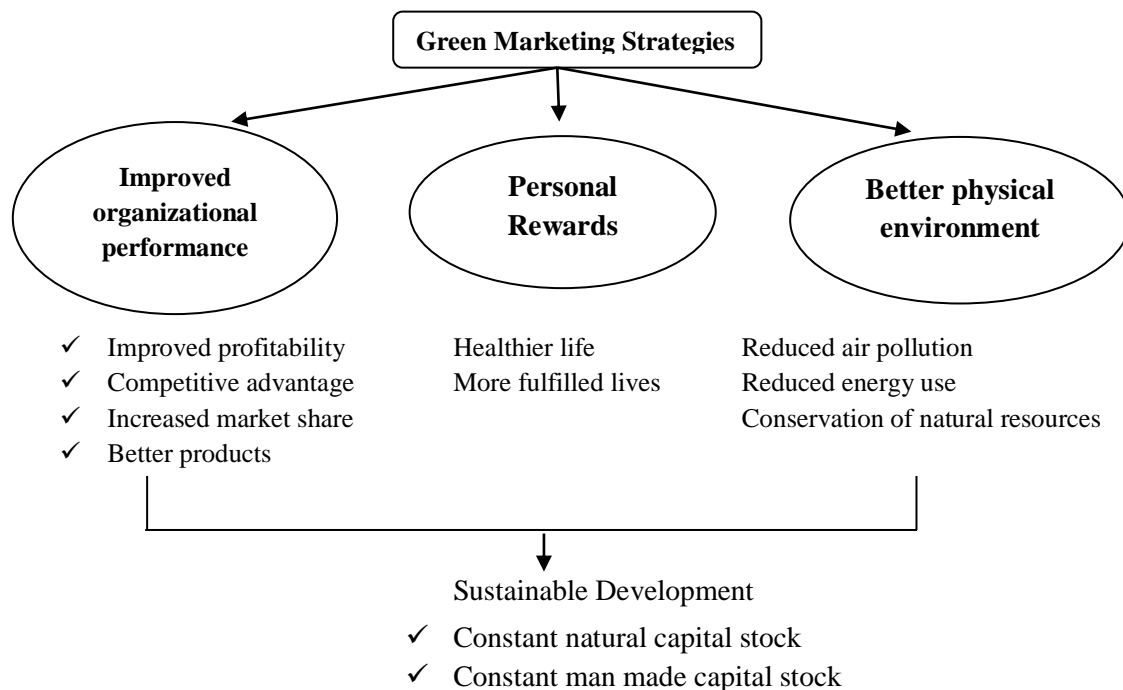 Green Marketing Strategies
Improved
organizational
performance
Personal
Rewards
Better physical
environment
✓ Improved profitability
✓ Competitive advantage
✓ Increased market share
✓ Better products
Healthier life
More fulfilled lives
Reduced air pollution
Reduced energy use
Conservation of natural resources
Sustainable Development
✓ Constant natural capital stock
✓ Constant man made capital stock